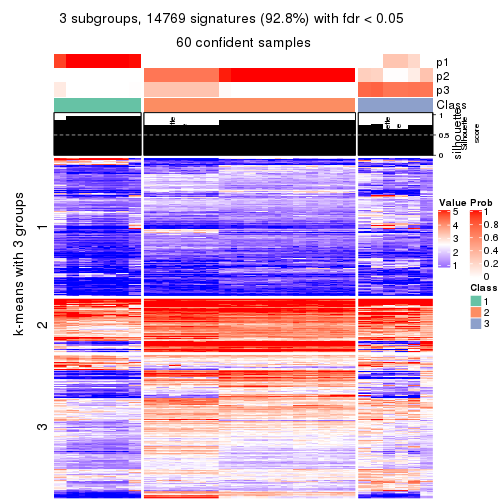 3 subgroups, 14769 signatures (92.8%) with fdr < 0.05
60 confident samples
p1
p2
p3
Class
1
0.5
0
silhouette
Silhouette
score
k-means with 3 groups
1
2
3
Value
5
4
3
2
1
Prob
1
0.8
0.6
0.4
0.2
0
Class
1
2
3